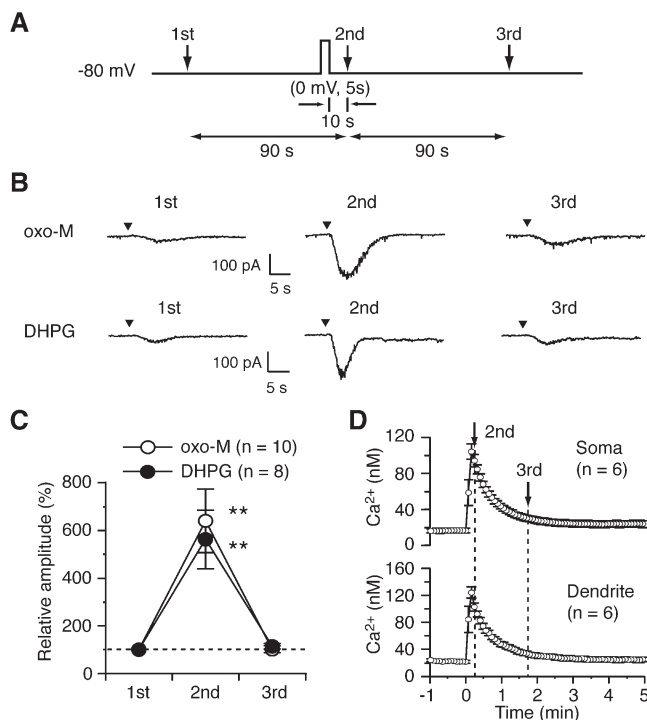 A
1st 2nd 3rd
-80 mV
(0 mV, 5s)
10 s
90 s 90 s
B
1st 2nd 3rd
oxo-M
100 pA
5 s
1st 2nd 3rd
DHPG
100 pA
5 s
C
oxo-M (n = 10)
DHPG (n = 8)
Relative amplitude (%)
800
600
400
200
0
**
**
1st 2nd 3rd
D
2nd
3rd
Soma
(n = 6)
Ca²⁺ (nM)
120
80
40
0
Dendrite
(n = 6)
Ca²⁺ (nM)
160
120
80
40
0
-1 0 1 2 3 4 5
Time (min)